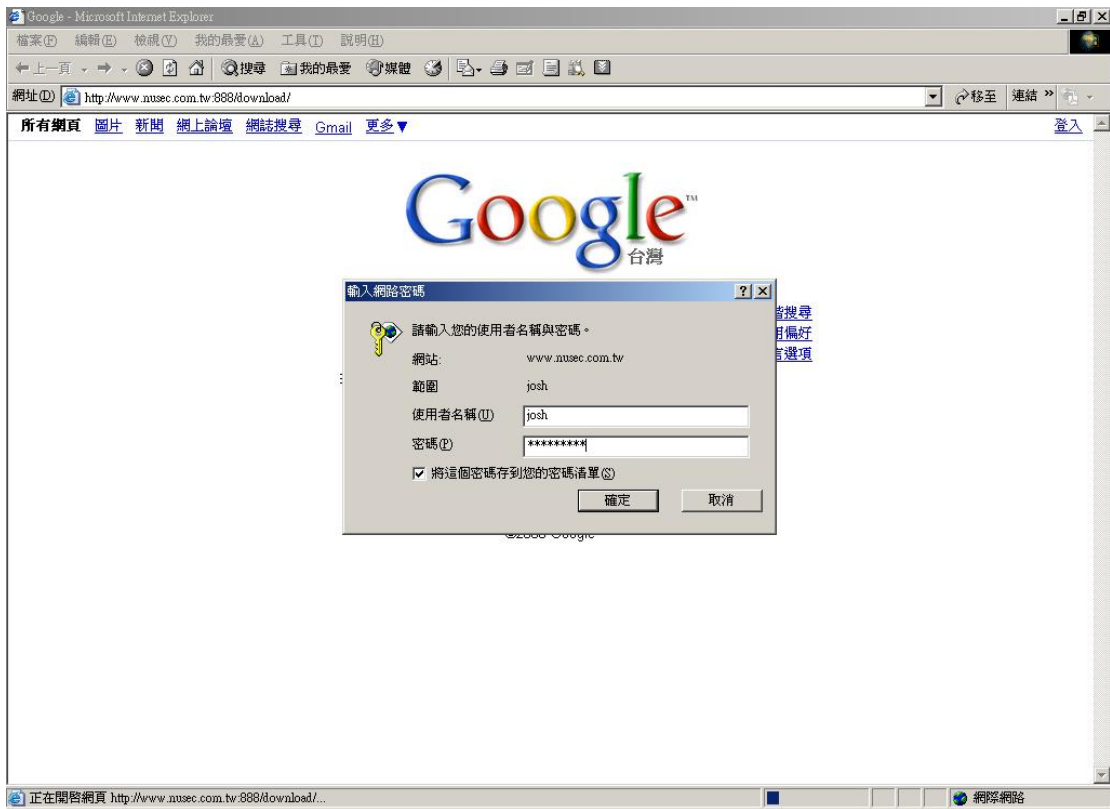 Google - Microsoft Internet Explorer
檔案(F) 編輯(E) 檢視(V) 我的最愛(A) 工具(T) 說明(H)
上一頁 搜尋 我的最愛 媒體
網址(D) http://www.nusec.com.tw:888/download/ 移至 連結 »
所有網頁 圖片 新聞 網上論壇 網誌搜尋 Gmail 更多▼ 登入
Google™
台灣
輸入網路密碼
請輸入您的使用者名稱與密碼。
網站: www.nusec.com.tw
範圍 josh
使用者名稱(U) josh
密碼(P) *********
將這個密碼存到您的密碼清單(S)
確定 取消
搜尋
偏好
選項
正在開啓網頁 http://www.nusec.com.tw:888/download/...
網際網路